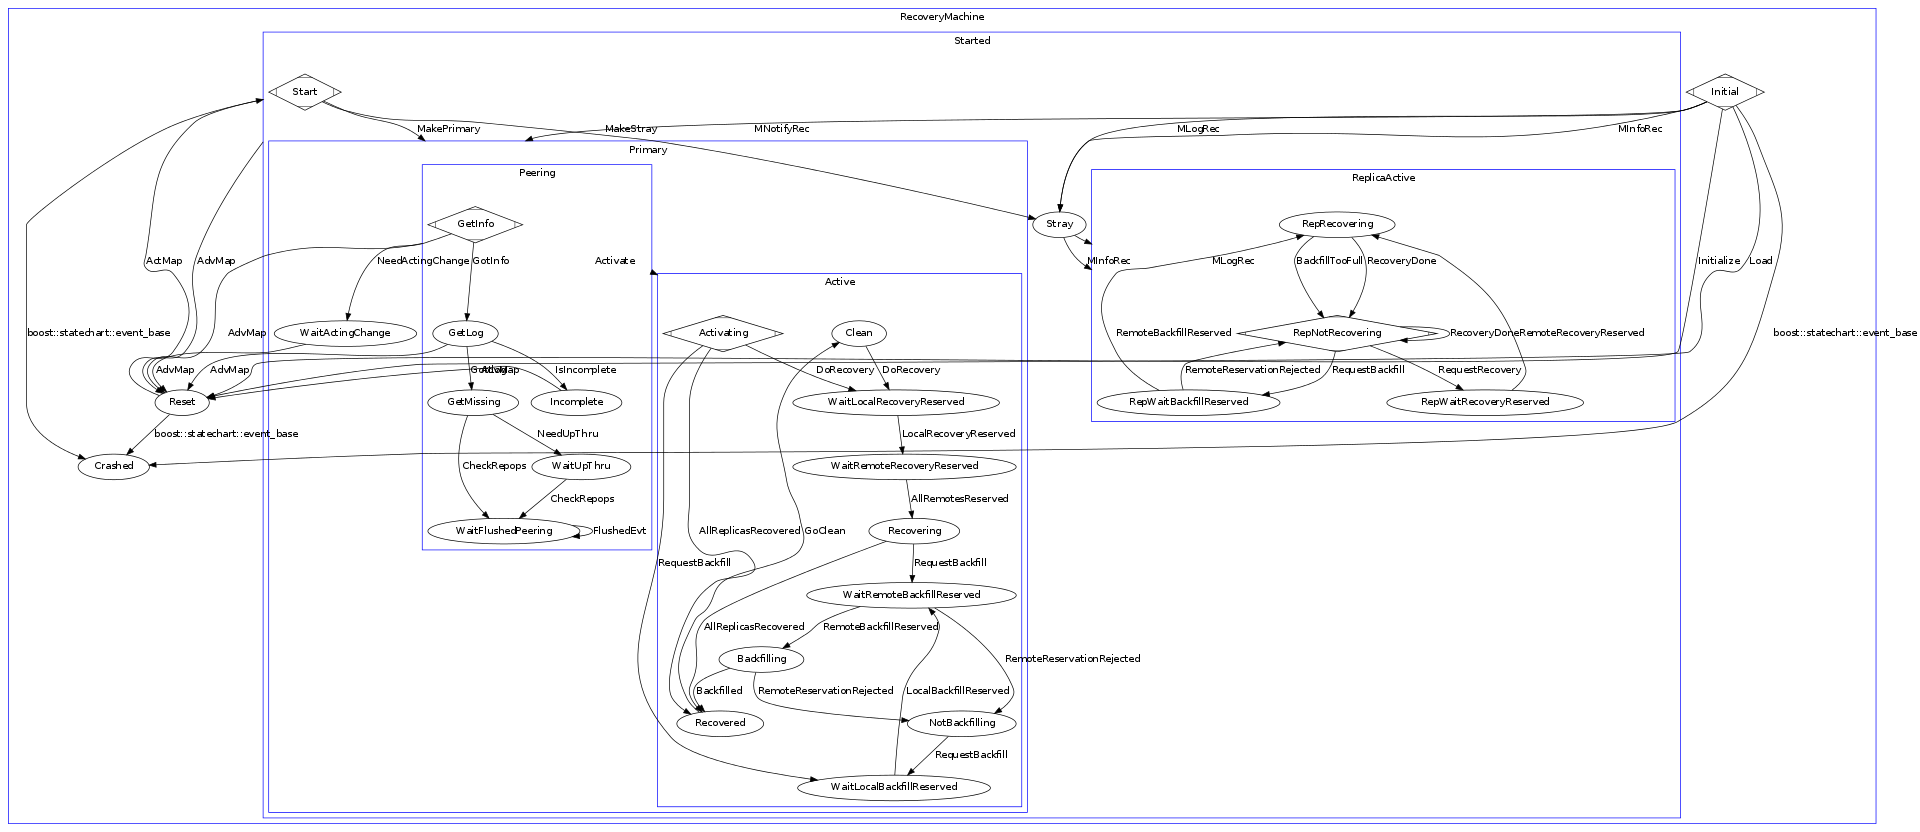 RecoveryMachine
Started
Start
Initial
MakePrimary
MakeStray
MNotifyRec
MLogRec
MInfoRec
Primary
Peering
ReplicaActive
GetInfo
Stray
RepRecovering
ActMap
AdvMap
NeedActingChange
GotInfo
Activate
MInfoRec
MLogRec
BackfillTooFull
RecoveryDone
Initialize
Load
Active
boost::statechart::event_base
AdvMap
WaitActingChange
GetLog
Activating
Clean
RemoteBackfillReserved
RepNotRecovering
RecoveryDone
RemoteRecoveryReserved
boost::statechart::event_base
AdvMap
AdvMap
GotLog
AdvMap
IsIncomplete
DoRecovery
DoRecovery
RemoteReservationRejected
RequestBackfill
RequestRecovery
Reset
GetMissing
Incomplete
WaitLocalRecoveryReserved
RepWaitBackfillReserved
RepWaitRecoveryReserved
boost::statechart::event_base
NeedUpThru
LocalRecoveryReserved
Crashed
CheckRepops
WaitUpThru
WaitRemoteRecoveryReserved
CheckRepops
AllRemotesReserved
WaitFlushedPeering
FlushedEvt
AllReplicasRecovered
GoClean
Recovering
RequestBackfill
RequestBackfill
WaitRemoteBackfillReserved
AllReplicasRecovered
RemoteBackfillReserved
Backfilling
RemoteReservationRejected
Backfilled
RemoteReservationRejected
LocalBackfillReserved
Recovered
NotBackfilling
RequestBackfill
WaitLocalBackfillReserved